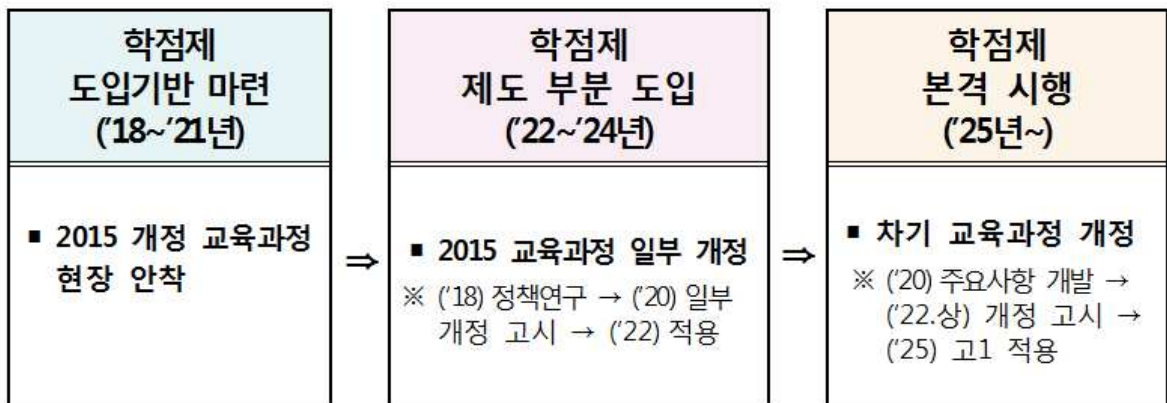 학점제
도입기반 마련
('18~'21년)
■ 2015 개정 교육과정
현장 안착
⇒
학점제
제도 부분 도입
('22~'24년)
■ 2015 교육과정 일부 개정
※ ('18) 정책연구 → ('20) 일부
개정 고시 → ('22) 적용
⇒
학점제
본격 시행
('25년~)
■ 차기 교육과정 개정
※ ('20) 주요사항 개발 →
('22.상) 개정 고시 →
('25) 고1 적용